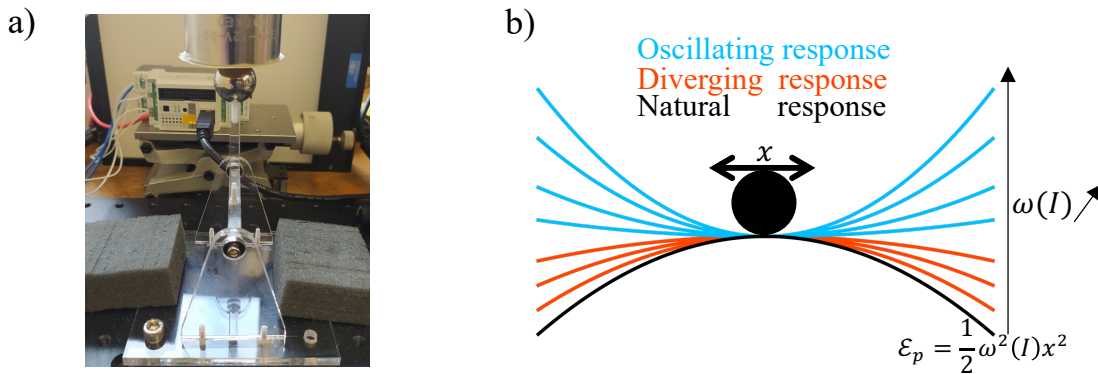 a)
b)
Oscillating response
Diverging response
Natural response
x
ω(I)
ℰₚ = 1/2 ω²(I)x²